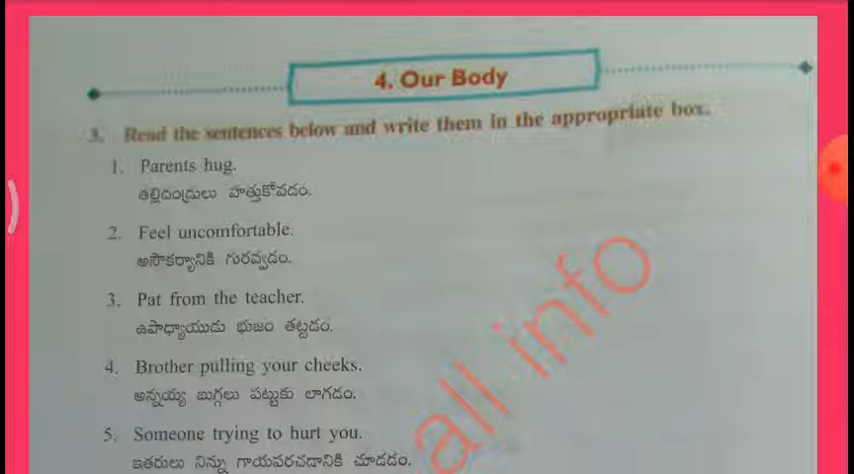 4. Our Body
3. Read the sentences below and write them in the appropriate box.
1. Parents hug.
తల్లిదండ్రులు హత్తుకోవడం.
2. Feel uncomfortable.
అసౌకర్యానికి గురవ్వడం.
3. Pat from the teacher.
ఉపాధ్యాయుడు భుజం తట్టడం.
4. Brother pulling your cheeks.
అన్నయ్య బుగ్గలు పట్టుకు లాగడం.
5. Someone trying to hurt you.
ఇతరులు నిన్ను గాయపరచడానికి చూడడం.
all info